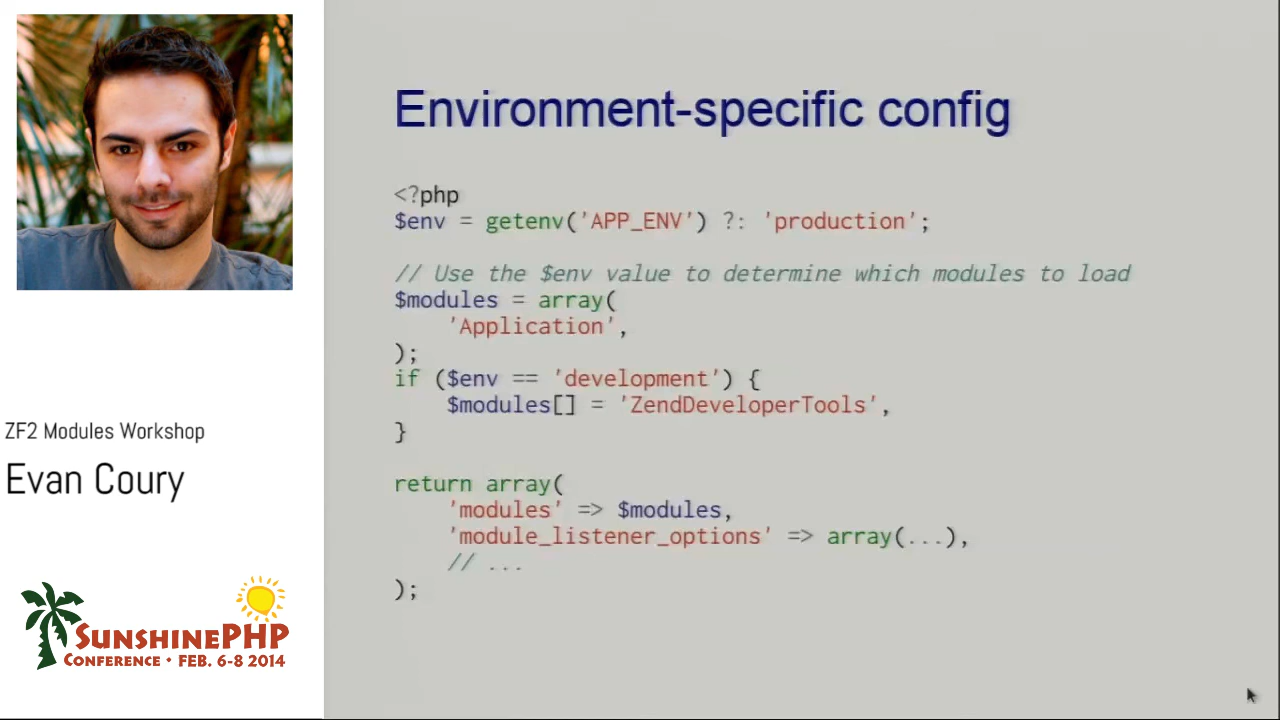 Environment-specific config
<?php
$env = getenv('APP_ENV') ?: 'production';
// Use the $env value to determine which modules to load
$modules = array(
'Application',
);
if ($env == 'development') {
$modules[] = 'ZendDeveloperTools',
}
return array(
'modules' => $modules,
'module_listener_options' => array(...),
// ...
);
ZF2 Modules Workshop
Evan Coury
SUNSHINEPHP
CONFERENCE • FEB. 6-8 2014